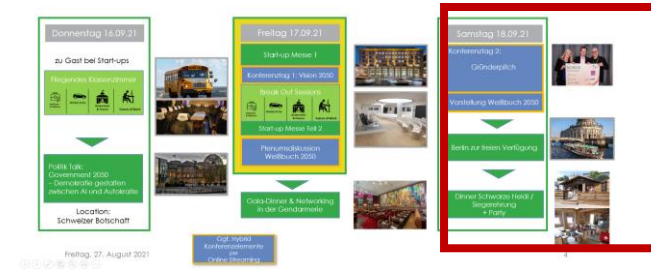 Donnerstag 16.09.21
zu Gast bei Start-ups
Fliegendes Klassenzimmer
Politik Talk:
Government 2050
– Demokratie gestalten
zwischen AI und Autokratie
Location:
Schweizer Botschaft
Freitag 17.09.21
Start-up Messe 1
Konferenztag 1: Vision 2050
Break Out Sessions
Start-up Messe Teil 2
Plenumsdiskussion
Weißbuch 2050
Gala-Dinner & Networking
in der Gendarmerie
Ggf. Hybrid
Konferenzelemente
per
Online Streaming
Samstag 18.09.21
Konferenztag 2:
Gründerpitch
Vorstellung Weißbuch 2050
Berlin zur freien Verfügung
Dinner Schwarze Heidi /
Siegerehrung
+ Party
Freitag, 27. August 2021
4